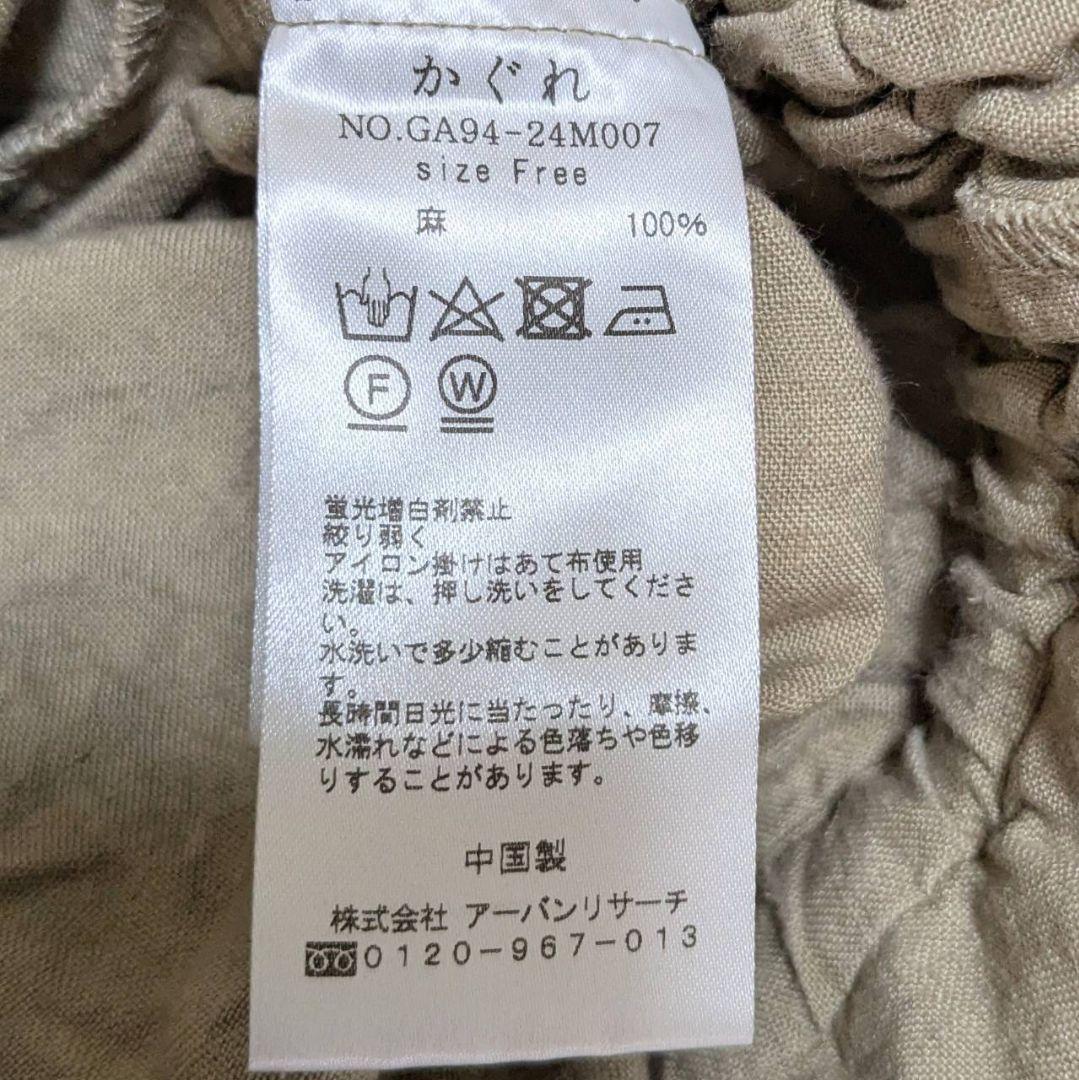 かぐれ
NO.GA94-24M007
size Free
麻 100%
F W
蛍光増白剤禁止
絞り弱く
アイロン掛けはあて布使用
洗濯は、押し洗いをしてくださ
い。
水洗いで多少縮むことがありま
す。
長時間日光に当たったり、摩擦、
水濡れなどによる色落ちや色移
りすることがあります。
中国製
株式会社 アーバンリサーチ
0120-967-013